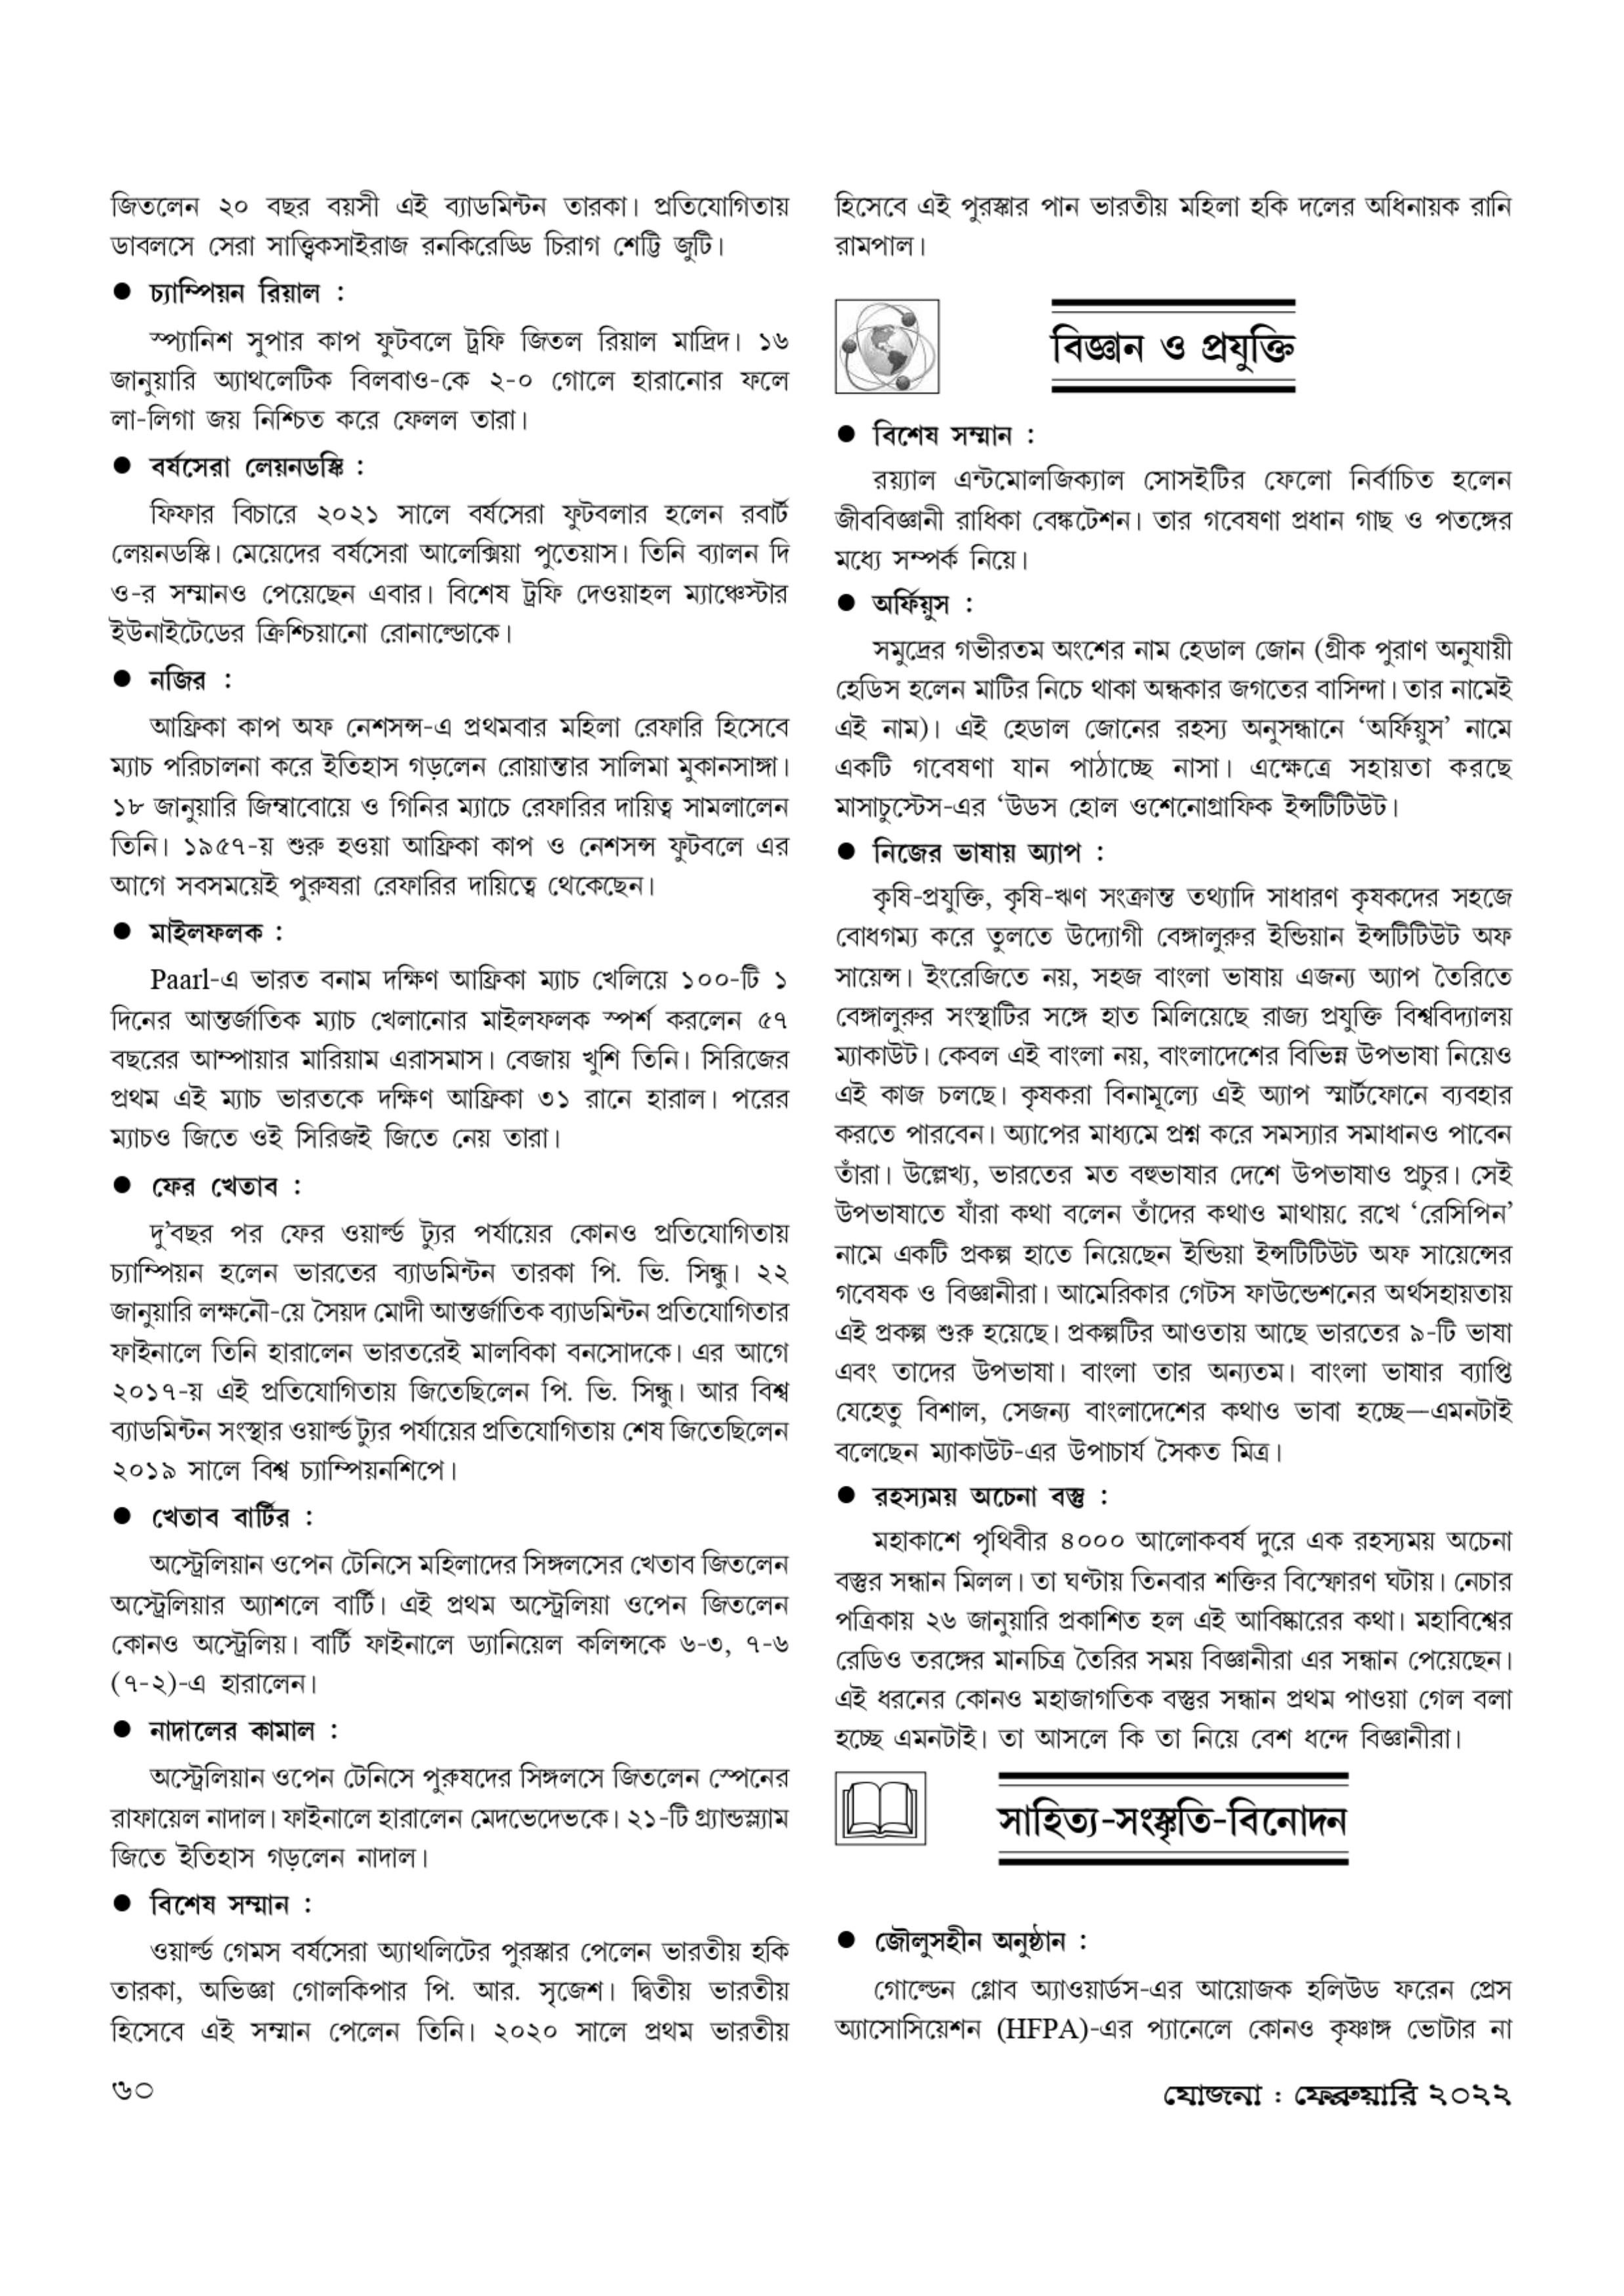 জিতলেন ২০ বছর বয়সী এই ব্যাডমিন্টন তারকা। প্রতিযোগিতায়
ডাবলসে সেরা সাত্ত্বিকসাইরাজ রনকিরেড্ডি চিরাগ শেট্টি জুটি।
● চ্যাম্পিয়ন রিয়াল :
স্প্যানিশ সুপার কাপ ফুটবলে ট্রফি জিতল রিয়াল মাদ্রিদ। ১৬
জানুয়ারি অ্যাথলেটিক বিলবাও-কে ২-০ গোলে হারানোর ফলে
লা-লিগা জয় নিশ্চিত করে ফেলল তারা।
● বর্ষসেরা লেয়নডস্কি :
ফিফার বিচারে ২০২১ সালে বর্ষসেরা ফুটবলার হলেন রবার্ট
লেয়নডস্কি। মেয়েদের বর্ষসেরা আলেক্সিয়া পুতেয়াস। তিনি ব্যালন দি
ও-র সম্মানও পেয়েছেন এবার। বিশেষ ট্রফি দেওয়াহল ম্যাঞ্চেস্টার
ইউনাইটেডের ক্রিশ্চিয়ানো রোনাল্ডোকে।
● নজির :
আফ্রিকা কাপ অফ নেশসন্স-এ প্রথমবার মহিলা রেফারি হিসেবে
ম্যাচ পরিচালনা করে ইতিহাস গড়লেন রোয়ান্তার সালিমা মুকানসাঙ্গা।
১৮ জানুয়ারি জিম্বাবোয়ে ও গিনির ম্যাচে রেফারির দায়িত্ব সামলালেন
তিনি। ১৯৫৭-য় শুরু হওয়া আফ্রিকা কাপ ও নেশসন্স ফুটবলে এর
আগে সবসময়েই পুরুষরা রেফারির দায়িত্বে থেকেছেন।
● মাইলফলক :
Paarl-এ ভারত বনাম দক্ষিণ আফ্রিকা ম্যাচ খেলিয়ে ১০০-টি ১
দিনের আন্তর্জাতিক ম্যাচ খেলানোর মাইলফলক স্পর্শ করলেন ৫৭
বছরের আম্পায়ার মারিয়াম এরাসমাস। বেজায় খুশি তিনি। সিরিজের
প্রথম এই ম্যাচ ভারতকে দক্ষিণ আফ্রিকা ৩১ রানে হারাল। পরের
ম্যাচও জিতে ওই সিরিজই জিতে নেয় তারা।
● ফের খেতাব :
দু’বছর পর ফের ওয়ার্ল্ড ট্যুর পর্যায়ের কোনও প্রতিযোগিতায়
চ্যাম্পিয়ন হলেন ভারতের ব্যাডমিন্টন তারকা পি. ভি. সিন্ধু। ২২
জানুয়ারি লক্ষনৌ-য়ে সৈয়দ মোদী আন্তর্জাতিক ব্যাডমিন্টন প্রতিযোগিতার
ফাইনালে তিনি হারালেন ভারতরেই মালবিকা বনসোদকে। এর আগে
২০১৭-য় এই প্রতিযোগিতায় জিতেছিলেন পি. ভি. সিন্ধু। আর বিশ্ব
ব্যাডমিন্টন সংস্থার ওয়ার্ল্ড ট্যুর পর্যায়ের প্রতিযোগিতায় শেষ জিতেছিলেন
২০১৯ সালে বিশ্ব চ্যাম্পিয়নশিপে।
● খেতাব বার্টির :
অস্ট্রেলিয়ান ওপেন টেনিসে মহিলাদের সিঙ্গলসের খেতাব জিতলেন
অস্ট্রেলিয়ার অ্যাশলে বার্টি। এই প্রথম অস্ট্রেলিয়া ওপেন জিতলেন
কোনও অস্ট্রেলিয়। বার্টি ফাইনালে ড্যানিয়েল কলিন্সকে ৬-৩, ৭-৬
(৭-২)-এ হারালেন।
● নাদালের কামাল :
অস্ট্রেলিয়ান ওপেন টেনিসে পুরুষদের সিঙ্গলসে জিতলেন স্পেনের
রাফায়েল নাদাল। ফাইনালে হারালেন মেদভেদেভকে। ২১-টি গ্র্যান্ডস্ল্যাম
জিতে ইতিহাস গড়লেন নাদাল।
● বিশেষ সম্মান :
ওয়ার্ল্ড গেমস বর্ষসেরা অ্যাথলিটের পুরস্কার পেলেন ভারতীয় হকি
তারকা, অভিজ্ঞা গোলকিপার পি. আর. সৃজেশ। দ্বিতীয় ভারতীয়
হিসেবে এই সম্মান পেলেন তিনি। ২০২০ সালে প্রথম ভারতীয়
হিসেবে এই পুরস্কার পান ভারতীয় মহিলা হকি দলের অধিনায়ক রানি
রামপাল।
বিজ্ঞান ও প্রযুক্তি
● বিশেষ সম্মান :
রয়্যাল এন্টমোলজিক্যাল সোসইটির ফেলো নির্বাচিত হলেন
জীববিজ্ঞানী রাধিকা বেঙ্কটেশন। তার গবেষণা প্রধান গাছ ও পতঙ্গের
মধ্যে সম্পর্ক নিয়ে।
● অর্ফিয়ুস :
সমুদ্রের গভীরতম অংশের নাম হেডাল জোন (গ্রীক পুরাণ অনুযায়ী
হেডিস হলেন মাটির নিচে থাকা অন্ধকার জগতের বাসিন্দা। তার নামেই
এই নাম)। এই হেডাল জোনের রহস্য অনুসন্ধানে ‘অর্ফিয়ুস’ নামে
একটি গবেষণা যান পাঠাচ্ছে নাসা। এক্ষেত্রে সহায়তা করছে
মাসাচুস্টেস-এর ‘উডস হোল ওশেনোগ্রাফিক ইন্সটিটিউট।
● নিজের ভাষায় অ্যাপ :
কৃষি-প্রযুক্তি, কৃষি-ঋণ সংক্রান্ত তথ্যাদি সাধারণ কৃষকদের সহজে
বোধগম্য করে তুলতে উদ্যোগী বেঙ্গালুরুর ইন্ডিয়ান ইন্সটিটিউট অফ
সায়েন্স। ইংরেজিতে নয়, সহজ বাংলা ভাষায় এজন্য অ্যাপ তৈরিতে
বেঙ্গালুরুর সংস্থাটির সঙ্গে হাত মিলিয়েছে রাজ্য প্রযুক্তি বিশ্ববিদ্যালয়
ম্যাকাউট। কেবল এই বাংলা নয়, বাংলাদেশের বিভিন্ন উপভাষা নিয়েও
এই কাজ চলছে। কৃষকরা বিনামূল্যে এই অ্যাপ স্মার্টফোনে ব্যবহার
করতে পারবেন। অ্যাপের মাধ্যমে প্রশ্ন করে সমস্যার সমাধানও পাবেন
তাঁরা। উল্লেখ্য, ভারতের মত বহুভাষার দেশে উপভাষাও প্রচুর। সেই
উপভাষাতে যাঁরা কথা বলেন তাঁদের কথাও মাথায়ে রখে ‘রেসিপিন’
নামে একটি প্রকল্প হাতে নিয়েছেন ইন্ডিয়া ইন্সটিটিউট অফ সায়েন্সের
গবেষক ও বিজ্ঞানীরা। আমেরিকার গেটস ফাউন্ডেশনের অর্থসহায়তায়
এই প্রকল্প শুরু হয়েছে। প্রকল্পটির আওতায় আছে ভারতের ৯-টি ভাষা
এবং তাদের উপভাষা। বাংলা তার অন্যতম। বাংলা ভাষার ব্যাপ্তি
যেহেতু বিশাল, সেজন্য বাংলাদেশের কথাও ভাবা হচ্ছে—এমনটাই
বলেছেন ম্যাকাউট-এর উপাচার্য সৈকত মিত্র।
● রহস্যময় অচেনা বস্তু :
মহাকাশে পৃথিবীর ৪০০০ আলোকবর্ষ দুরে এক রহস্যময় অচেনা
বস্তুর সন্ধান মিলল। তা ঘণ্টায় তিনবার শক্তির বিস্ফোরণ ঘটায়। নেচার
পত্রিকায় ২৬ জানুয়ারি প্রকাশিত হল এই আবিষ্কারের কথা। মহাবিশ্বের
রেডিও তরঙ্গের মানচিত্র তৈরির সময় বিজ্ঞানীরা এর সন্ধান পেয়েছেন।
এই ধরনের কোনও মহাজাগতিক বস্তুর সন্ধান প্রথম পাওয়া গেল বলা
হচ্ছে এমনটাই। তা আসলে কি তা নিয়ে বেশ ধন্দে বিজ্ঞানীরা।
সাহিত্য-সংস্কৃতি-বিনোদন
● জৌলুসহীন অনুষ্ঠান :
গোল্ডেন গ্লোব অ্যাওয়ার্ডস-এর আয়োজক হলিউড ফরেন প্রেস
অ্যাসোসিয়েশন (HFPA)-এর প্যানেলে কোনও কৃষ্ণাঙ্গ ভোটার না
৬০
যোজনা : ফেব্রুয়ারি ২০২২